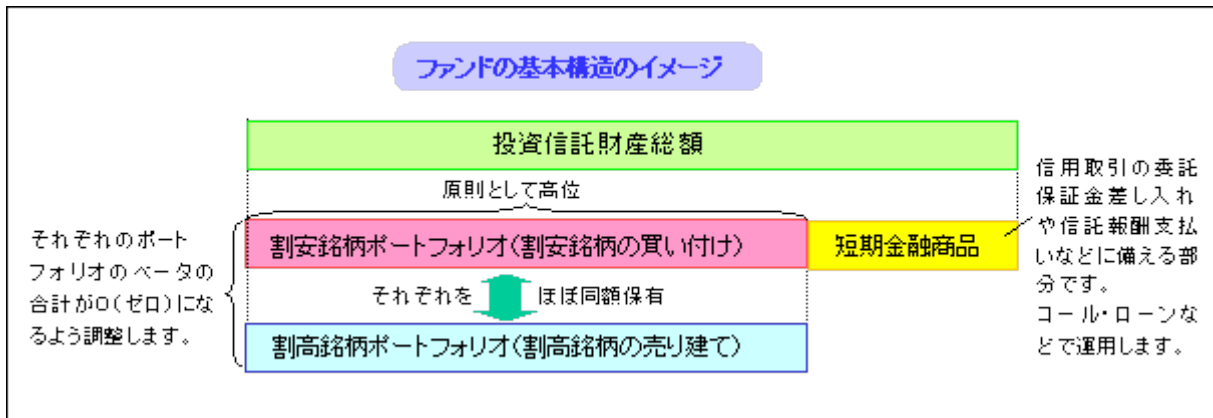 ファンドの基本構造のイメージ
投資信託財産総額
原則として高位
それぞれのポート
フォリオのベータの
合計が0(ゼロ)にな
るよう調整します。
割安銘柄ポートフォリオ(割安銘柄の買い付け)
短期金融商品
それぞれを ほぼ同額保有
割高銘柄ポートフォリオ(割高銘柄の売り建て)
信用取引の委託
保証金差し入れ
や信託報酬支払
いなどに備える部
分です。
コール・ローンな
どで運用します。